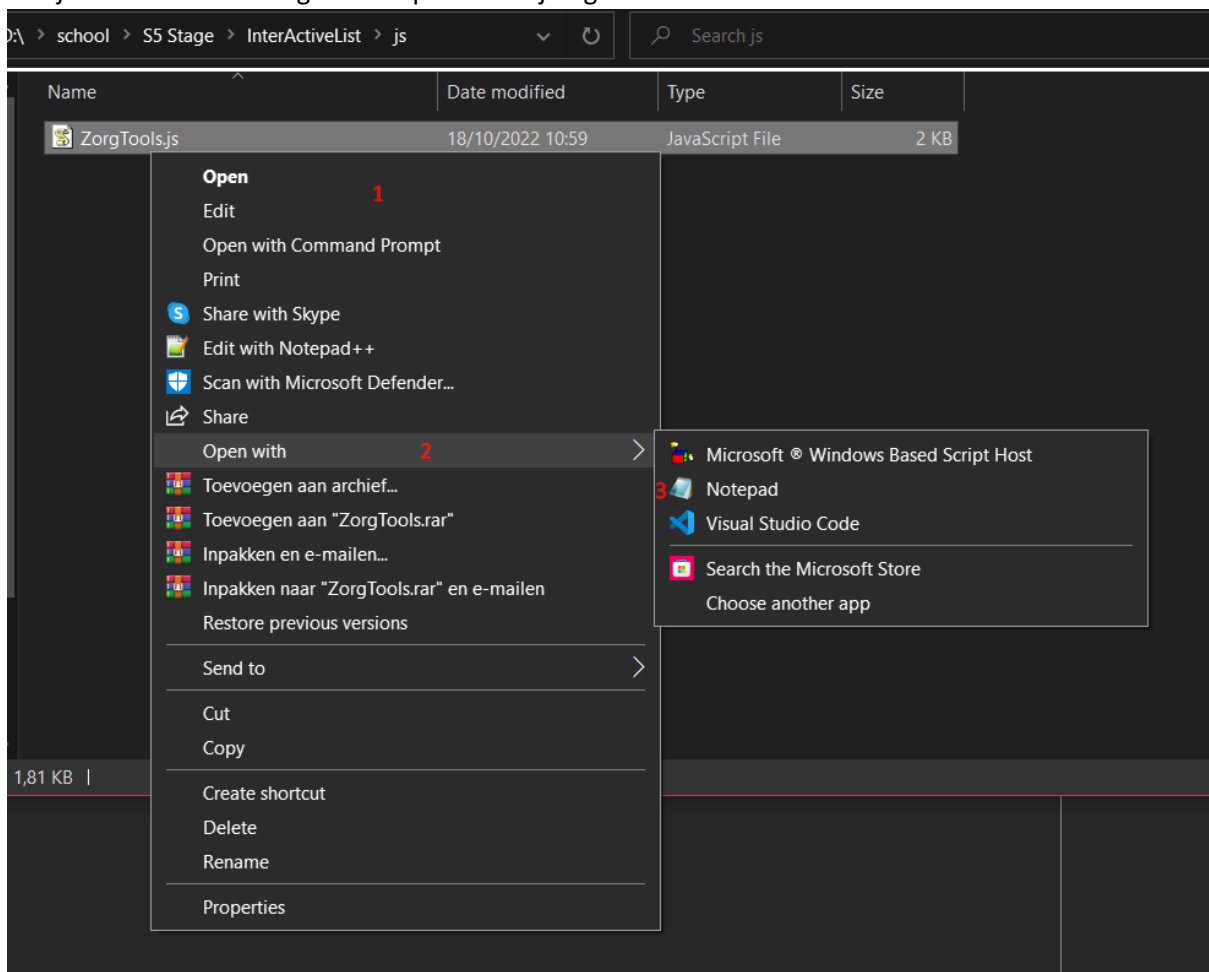 :\ > school > S5 Stage > InterActiveList > js
Search js
Name Date modified Type Size
ZorgTools.js 18/10/2022 10:59 JavaScript File 2 KB
Open
1
Edit
Open with Command Prompt
Print
Share with Skype
Edit with Notepad++
Scan with Microsoft Defender...
Share
Open with 2
Microsoft ® Windows Based Script Host
Toevoegen aan archief...
3 Notepad
Toevoegen aan "ZorgTools.rar"
Visual Studio Code
Inpakken en e-mailen...
Search the Microsoft Store
Inpakken naar "ZorgTools.rar" en e-mailen
Choose another app
Restore previous versions
Send to
Cut
Copy
1,81 KB
Create shortcut
Delete
Rename
Properties